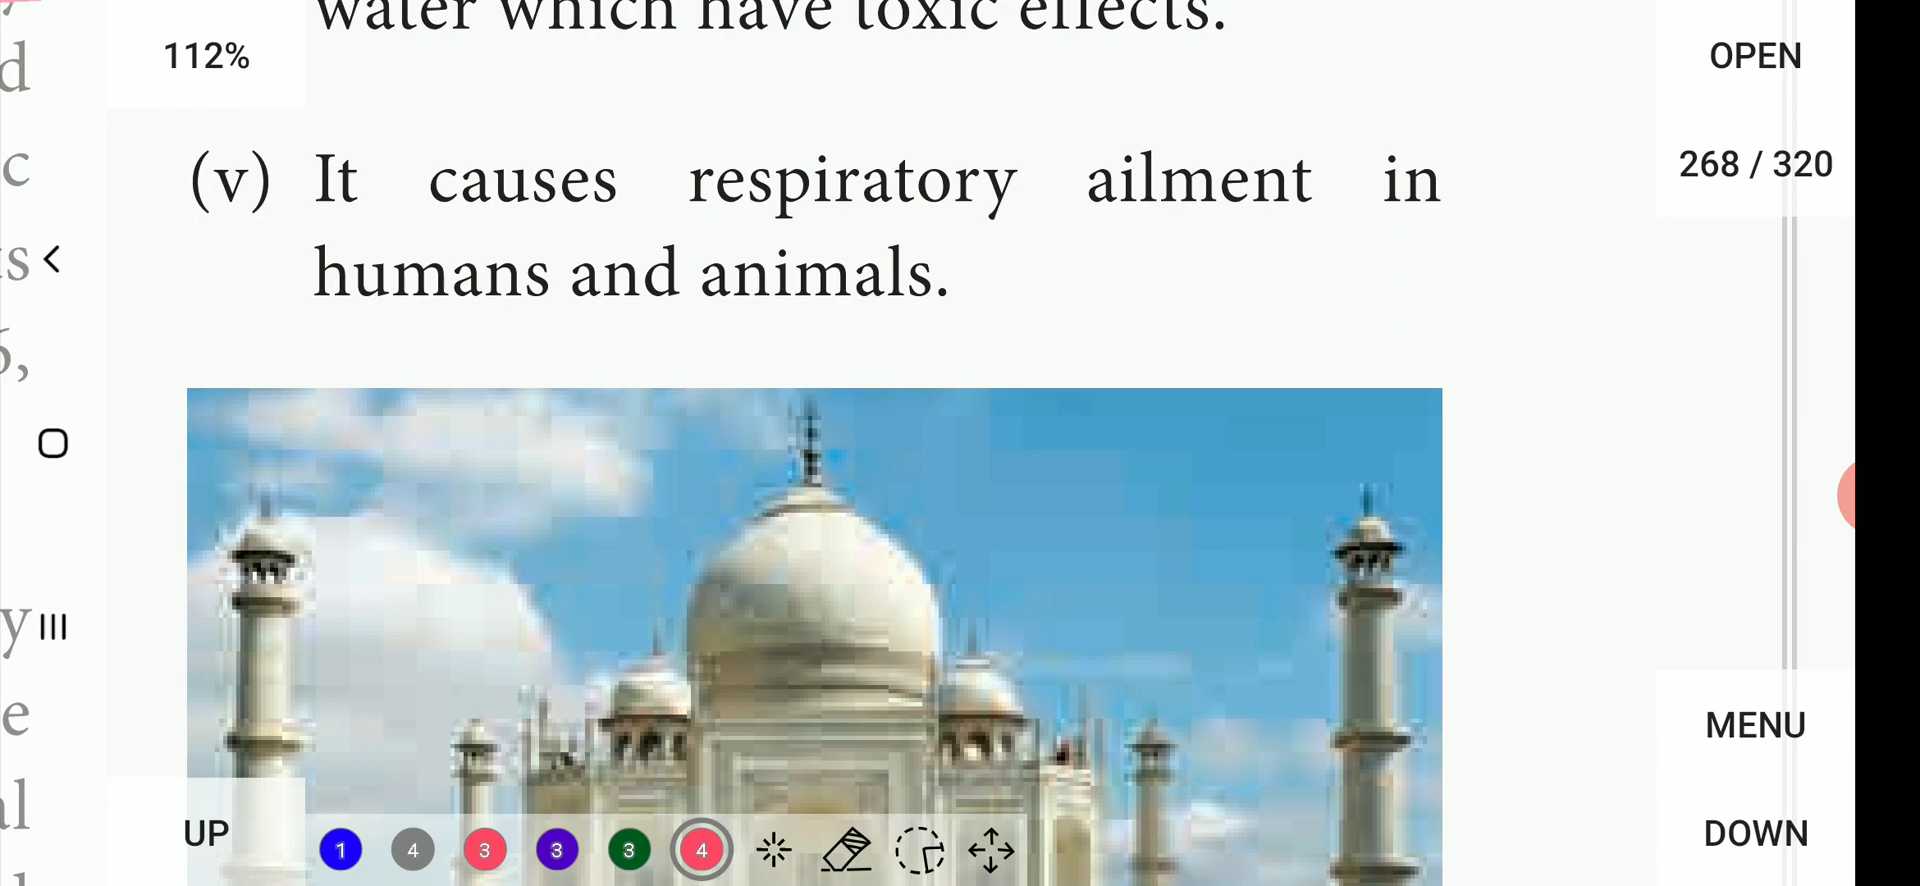 water which have toxic effects.
112%
OPEN
268 / 320
d
c
(v) It causes respiratory ailment in
humans and animals.
y
e
MENU
UP
DOWN
1 4 3 3 3 4